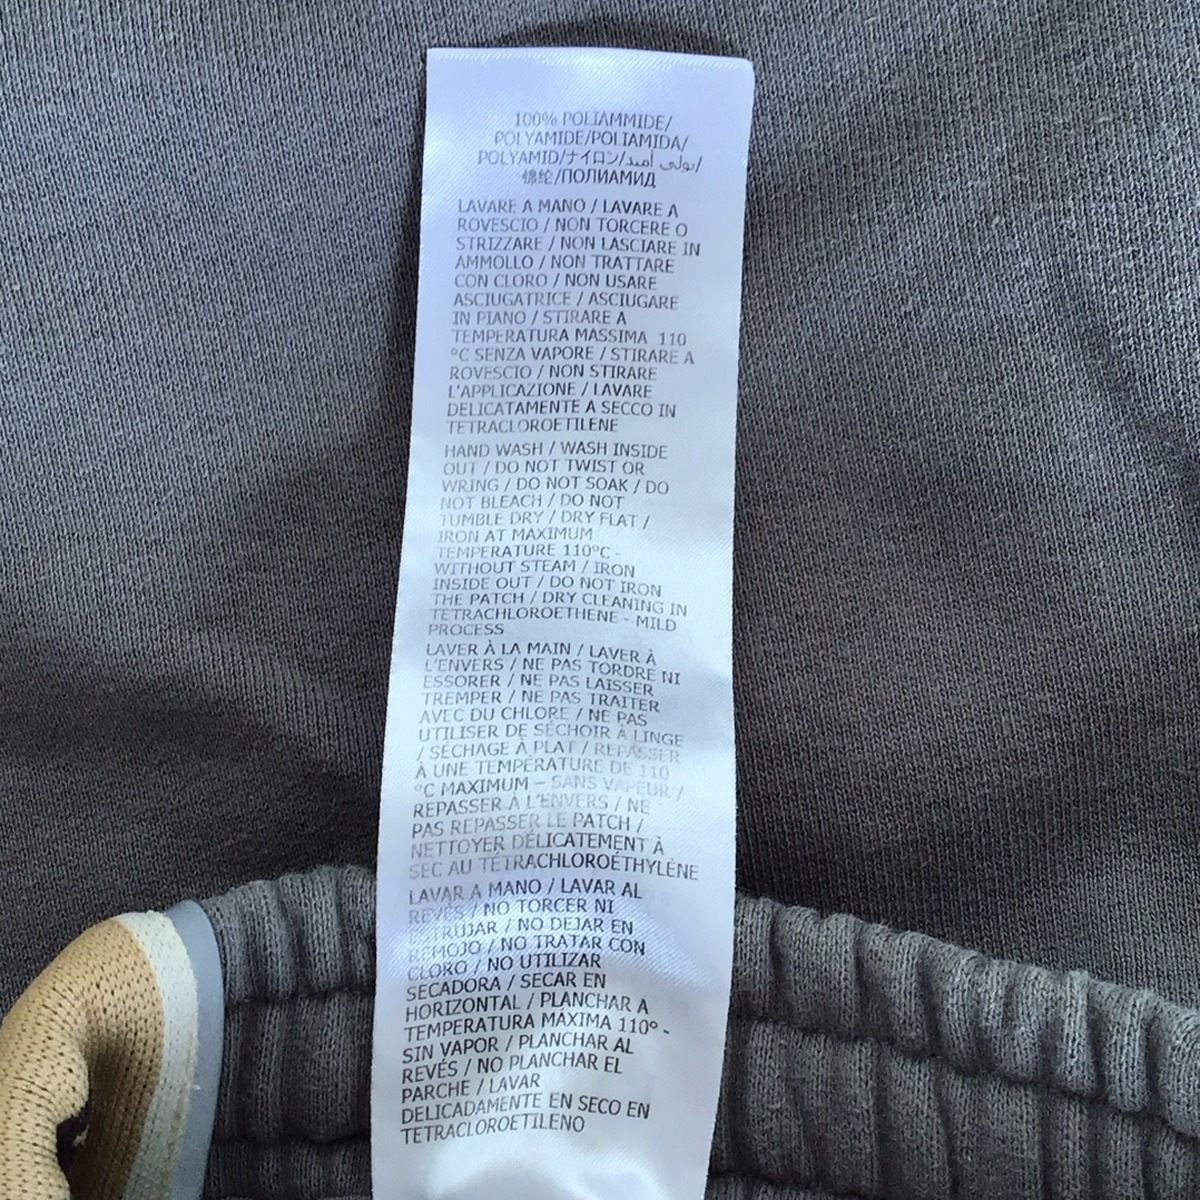 100% POLIAMMIDE/
POLYAMIDE/POLIAMIDA/
POLYAMID/ナイロン/بولي أميد/
锦纶/ПОЛИАМИД
LAVARE A MANO / LAVARE A
ROVESCIO / NON TORCERE O
STRIZZARE / NON LASCIARE IN
AMMOLLO / NON TRATTARE
CON CLORO / NON USARE
ASCIUGATRICE / ASCIUGARE
IN PIANO / STIRARE A
TEMPERATURA MASSIMA 110
°C SENZA VAPORE / STIRARE A
ROVESCIO / NON STIRARE
L'APPLICAZIONE / LAVARE
DELICATAMENTE A SECCO IN
TETRACLOROETILENE
HAND WASH / WASH INSIDE
OUT / DO NOT TWIST OR
WRING / DO NOT SOAK / DO
NOT BLEACH / DO NOT
TUMBLE DRY / DRY FLAT /
IRON AT MAXIMUM
TEMPERATURE 110°C -
WITHOUT STEAM / IRON
INSIDE OUT / DO NOT IRON
THE PATCH / DRY CLEANING IN
TETRACHLOROETHENE - MILD
PROCESS
LAVER À LA MAIN / LAVER À
L'ENVERS / NE PAS TORDRE NI
ESSORER / NE PAS LAISSER
TREMPER / NE PAS TRAITER
AVEC DU CHLORE / NE PAS
UTILISER DE SÉCHOIR À LINGE
/ SÉCHAGE À PLAT / REPASSER
À UNE TEMPÉRATURE DE 110
°C MAXIMUM – SANS VAPEUR /
REPASSER À L'ENVERS / NE
PAS REPASSER LE PATCH /
NETTOYER DÉLICATEMENT À
SEC AU TÉTRACHLOROÉTHYLÈNE
LAVAR A MANO / LAVAR AL
REVÉS / NO TORCER NI
ESTRUJAR / NO DEJAR EN
REMOJO / NO TRATAR CON
CLORO / NO UTILIZAR
SECADORA / SECAR EN
HORIZONTAL / PLANCHAR A
TEMPERATURA MÁXIMA 110° -
SIN VAPOR / PLANCHAR AL
REVÉS / NO PLANCHAR EL
PARCHE / LAVAR
DELICADAMENTE EN SECO EN
TETRACLOROETILENO